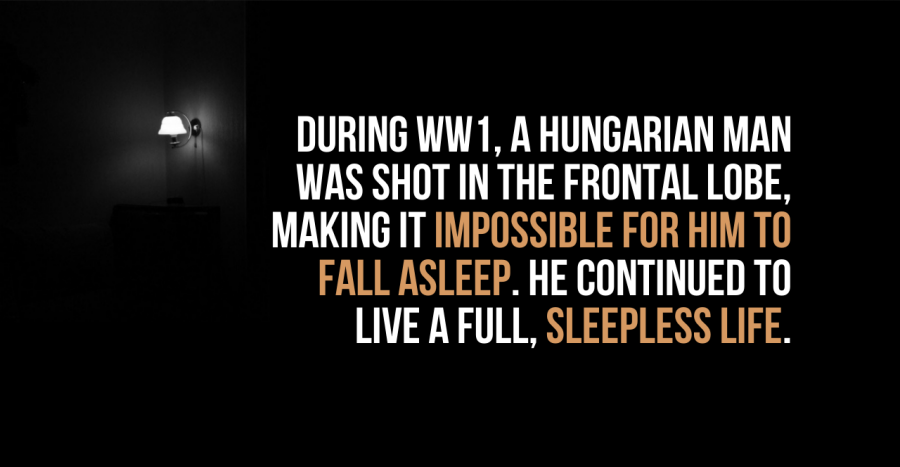 DURING WW1, A HUNGARIAN MAN
WAS SHOT IN THE FRONTAL LOBE,
MAKING IT IMPOSSIBLE FOR HIM TO
FALL ASLEEP. HE CONTINUED TO
LIVE A FULL, SLEEPLESS LIFE.